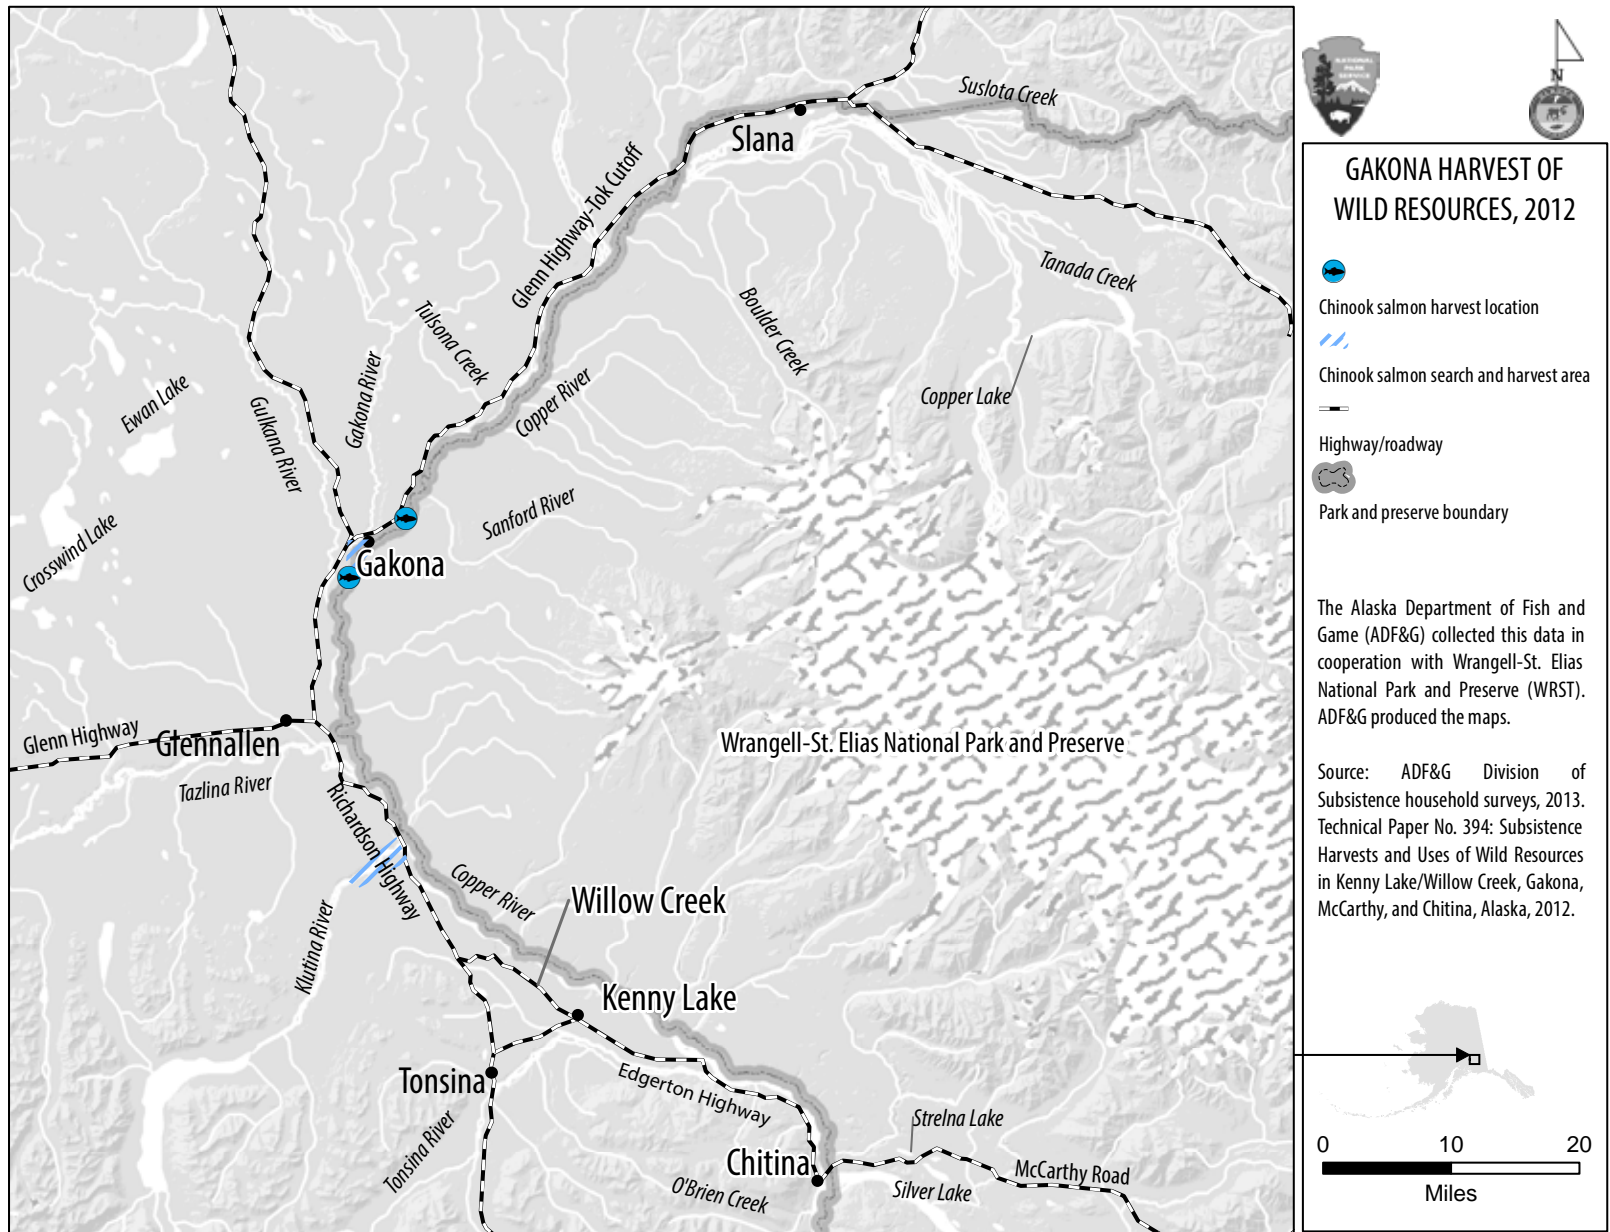 Suslota Creek
Slana
Glenn Highway-Tok Cutoff
Tanada Creek
Boulder Creek
Tulsona Creek
Copper Lake
Ewan Lake
Gakona River
Copper River
Gulkana River
Sanford River
Crosswind Lake
Gakona
Glenn Highway
Glennallen
Wrangell-St. Elias National Park and Preserve
Tazlina River
Richardson Highway
Copper River
Willow Creek
Klutina River
Kenny Lake
Tonsina
Edgerton Highway
Tonsina River
Strelna Lake
Chitina
McCarthy Road
O'Brien Creek
Silver Lake
NATIONAL
PARK
SERVICE
N
GAKONA HARVEST OF
WILD RESOURCES, 2012
Chinook salmon harvest location
Chinook salmon search and harvest area
Highway/roadway
Park and preserve boundary
The Alaska Department of Fish and
Game (ADF&G) collected this data in
cooperation with Wrangell-St. Elias
National Park and Preserve (WRST).
ADF&G produced the maps.
Source: ADF&G Division of
Subsistence household surveys, 2013.
Technical Paper No. 394: Subsistence
Harvests and Uses of Wild Resources
in Kenny Lake/Willow Creek, Gakona,
McCarthy, and Chitina, Alaska, 2012.
0 10 20
Miles